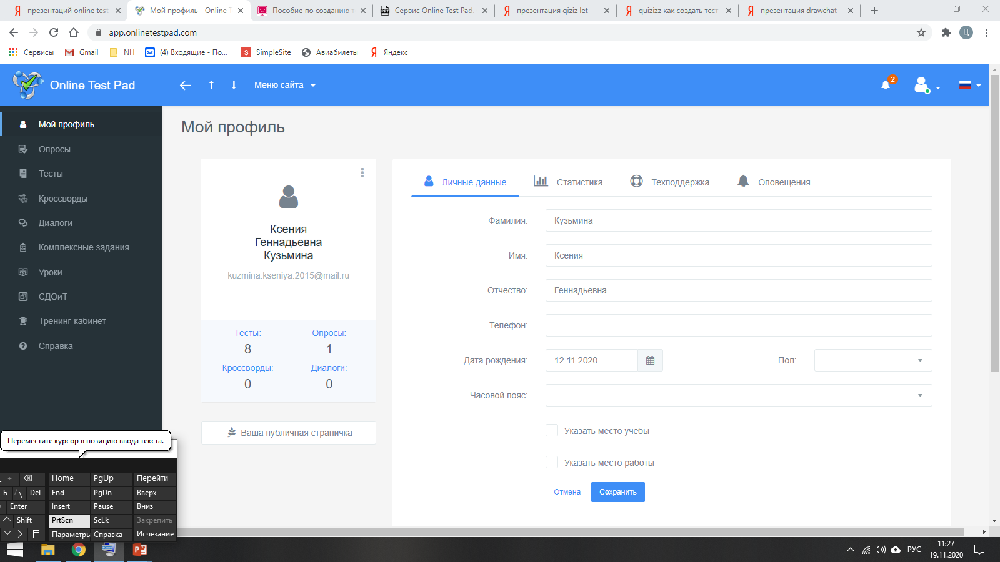 презентаций online test
Мой профиль - Online T
Пособие по созданию т
Сервис Online Test Pad.
презентация qiziz let —
quizizz как создать тест
презентация drawchat -
app.onlinetestpad.com
Ц
Сервисы
Gmail
NH
(4) Входящие - По...
SimpleSite
Авиабилеты
Яндекс
Online Test Pad
Меню сайта
2
Мой профиль
Опросы
Тесты
Кроссворды
Диалоги
Комплексные задания
Уроки
СДОиТ
Тренинг-кабинет
Справка
Мой профиль
Ксения
Геннадьевна
Кузьмина
kuzmina.kseniya.2015@mail.ru
Тесты:
8
Опросы:
1
Кроссворды:
0
Диалоги:
0
Ваша публичная страничка
Личные данные
Статистика
Техподдержка
Оповещения
Фамилия:
Кузьмина
Имя:
Ксения
Отчество:
Геннадьевна
Телефон:
Дата рождения:
12.11.2020
Пол:
Часовой пояс:
Указать место учебы
Указать место работы
Отмена
Сохранить
Переместите курсор в позицию ввода текста.
Home
PgUp
Перейти
Ъ
/ \
Del
End
PgDn
Вверх
Enter
Insert
Pause
Вниз
Shift
PrtScn
ScLk
Закрепить
Параметры
Справка
Исчезание
РУС
11:27
19.11.2020